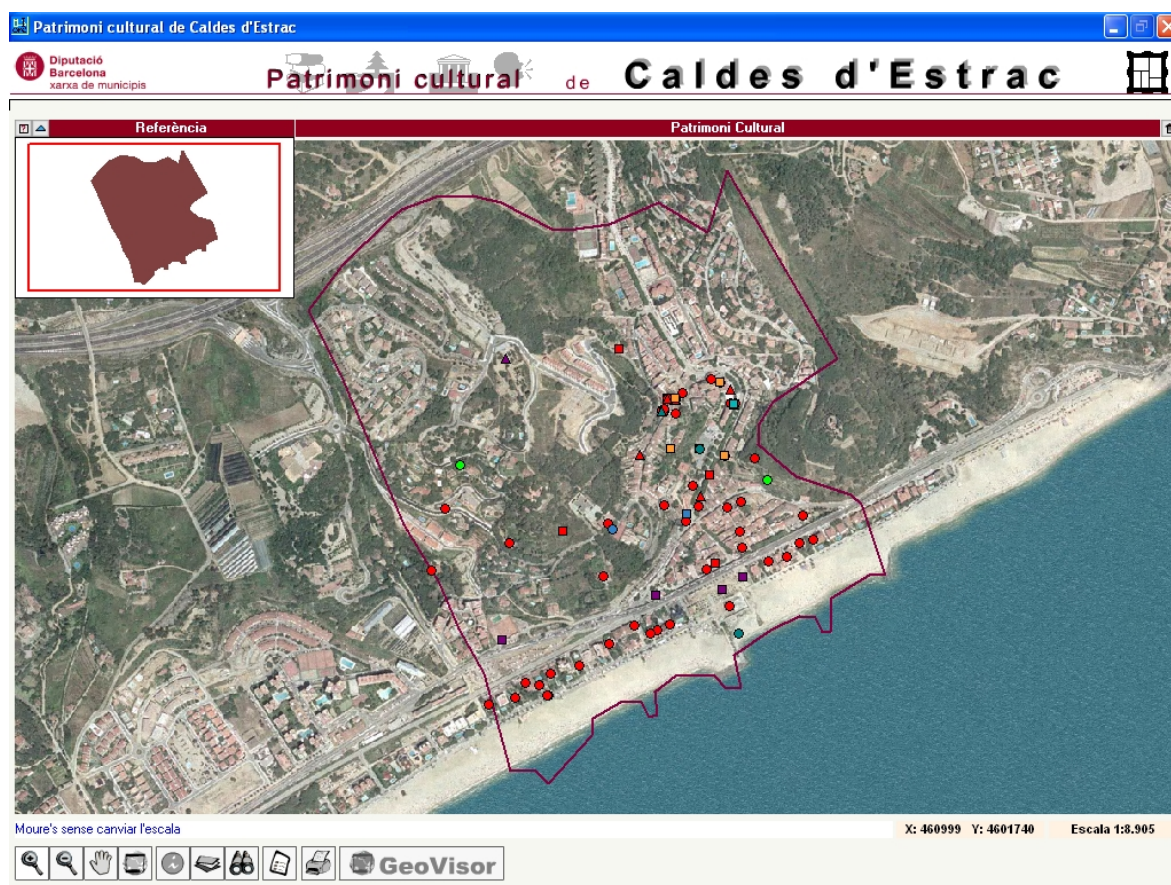 Patrimoni cultural de Caldes d'Estrac
Diputació
Barcelona
xarxa de municipis
Patrimoni cultural de Caldes d'Estrac
Referència
Patrimoni Cultural
Moure's sense canviar l'escala
X: 460999 Y: 4601740 Escala 1:8.905
GeoVisor